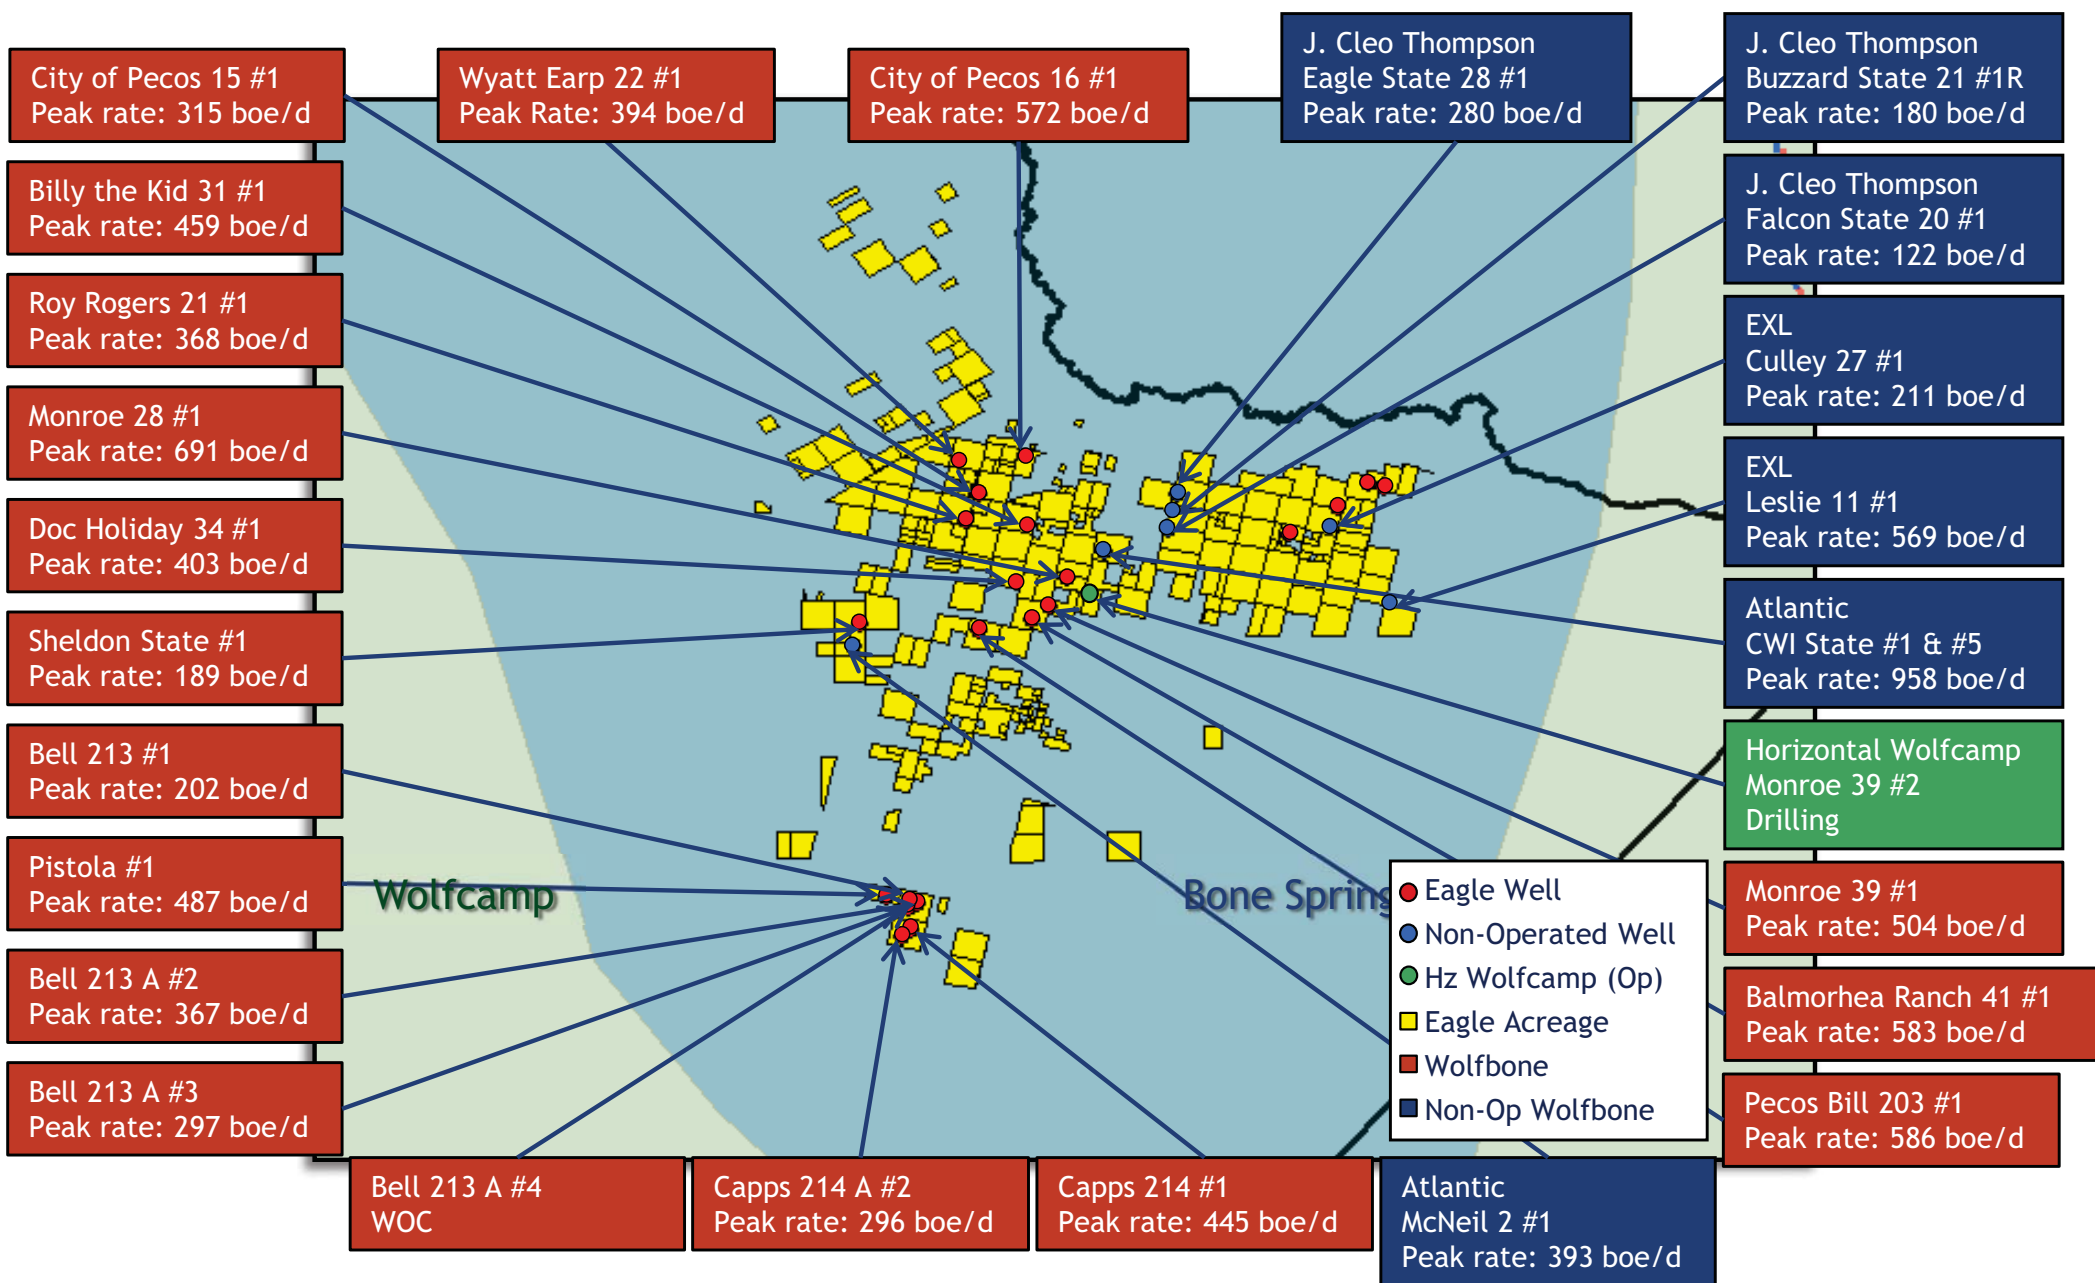 City of Pecos 15 #1
Peak rate: 315 boe/d
Wyatt Earp 22 #1
Peak Rate: 394 boe/d
City of Pecos 16 #1
Peak rate: 572 boe/d
J. Cleo Thompson
Eagle State 28 #1
Peak rate: 280 boe/d
J. Cleo Thompson
Buzzard State 21 #1R
Peak rate: 180 boe/d
Billy the Kid 31 #1
Peak rate: 459 boe/d
Roy Rogers 21 #1
Peak rate: 368 boe/d
Monroe 28 #1
Peak rate: 691 boe/d
Doc Holiday 34 #1
Peak rate: 403 boe/d
Sheldon State #1
Peak rate: 189 boe/d
Bell 213 #1
Peak rate: 202 boe/d
Pistola #1
Peak rate: 487 boe/d
Bell 213 A #2
Peak rate: 367 boe/d
Bell 213 A #3
Peak rate: 297 boe/d
J. Cleo Thompson
Falcon State 20 #1
Peak rate: 122 boe/d
EXL
Culley 27 #1
Peak rate: 211 boe/d
EXL
Leslie 11 #1
Peak rate: 569 boe/d
Atlantic
CWI State #1 & #5
Peak rate: 958 boe/d
Horizontal Wolfcamp
Monroe 39 #2
Drilling
Monroe 39 #1
Peak rate: 504 boe/d
Balmorhea Ranch 41 #1
Peak rate: 583 boe/d
Pecos Bill 203 #1
Peak rate: 586 boe/d
Wolfcamp
Bone Spring
Eagle Well
Non-Operated Well
Hz Wolfcamp (Op)
Eagle Acreage
Wolfbone
Non-Op Wolfbone
Bell 213 A #4
WOC
Capps 214 A #2
Peak rate: 296 boe/d
Capps 214 #1
Peak rate: 445 boe/d
Atlantic
McNeil 2 #1
Peak rate: 393 boe/d